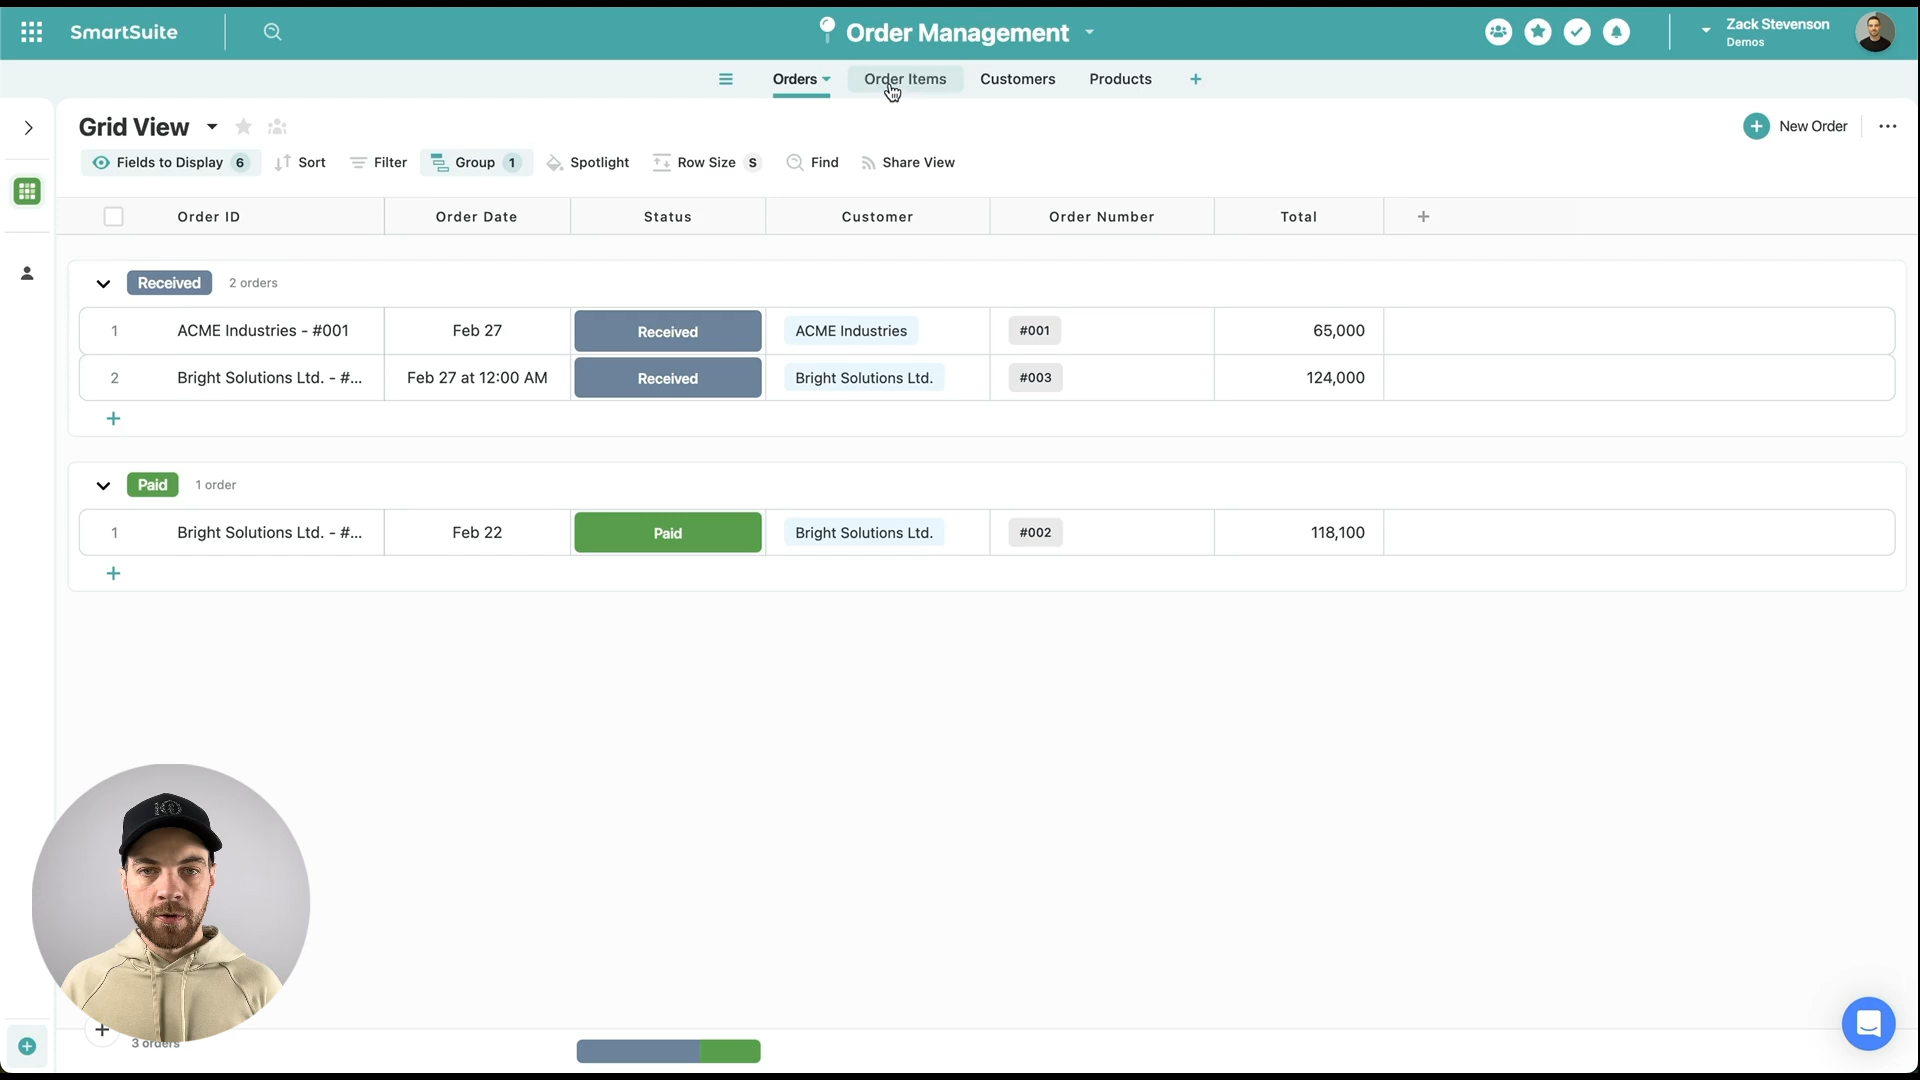 SmartSuite
Order Management
Zack Stevenson
Demos
Orders
Order Items
Customers
Products
Grid View
New Order
Fields to Display 6
Sort
Filter
Group 1
Spotlight
Row Size S
Find
Share View
Order ID Order Date Status Customer Order Number Total
Received 2 orders
1 ACME Industries - #001 Feb 27 Received ACME Industries #001 65,000
2 Bright Solutions Ltd. - #... Feb 27 at 12:00 AM Received Bright Solutions Ltd. #003 124,000
Paid 1 order
1 Bright Solutions Ltd. - #... Feb 22 Paid Bright Solutions Ltd. #002 118,100
3 orders